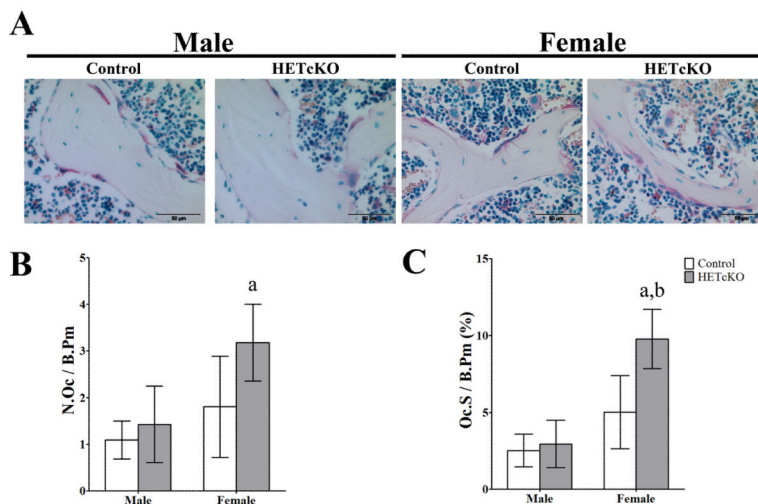 A
Male
Female
Control
HETcKO
Control
HETcKO
50 µm
50 µm
50 µm
50 µm
B
N.Oc / B.Pm
5
4
3
2
1
0
a
Male
Female
C
Oc.S / B.Pm (%)
15
10
5
0
a,b
Male
Female
Control
HETcKO